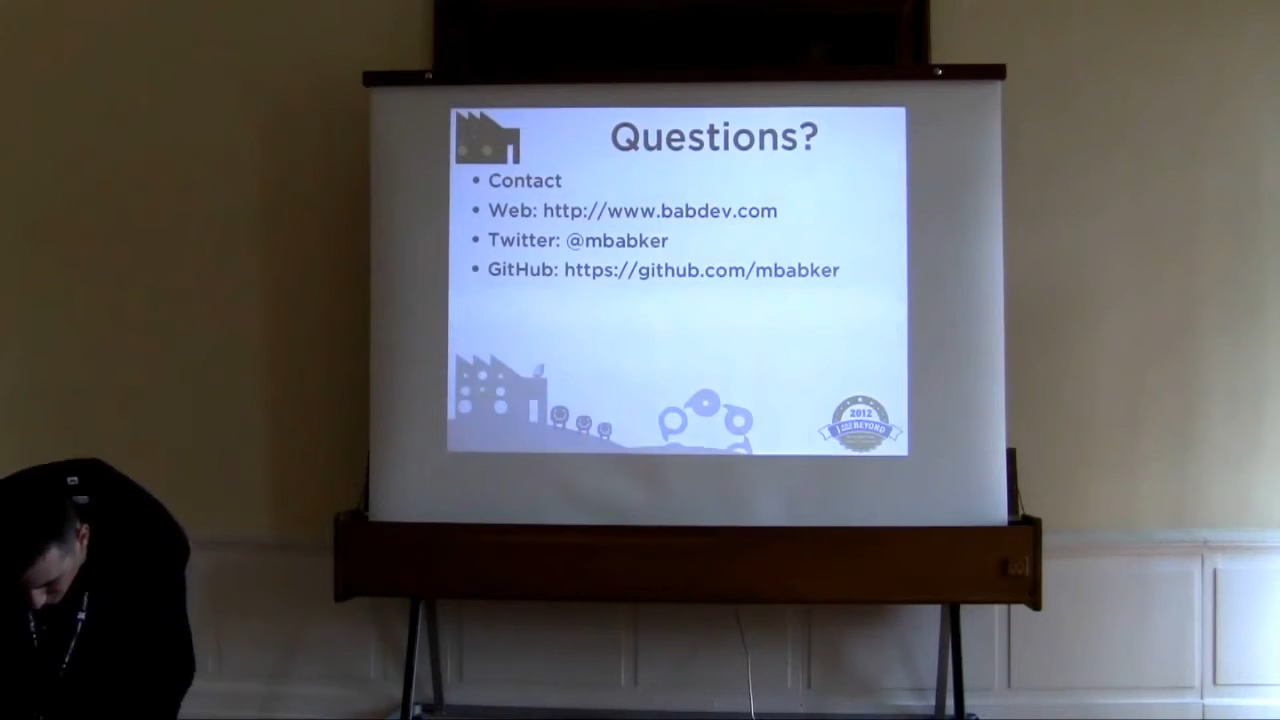 Questions?
• Contact
• Web: http://www.babdev.com
• Twitter: @mbabker
• GitHub: https://github.com/mbabker
2012
BEYOND